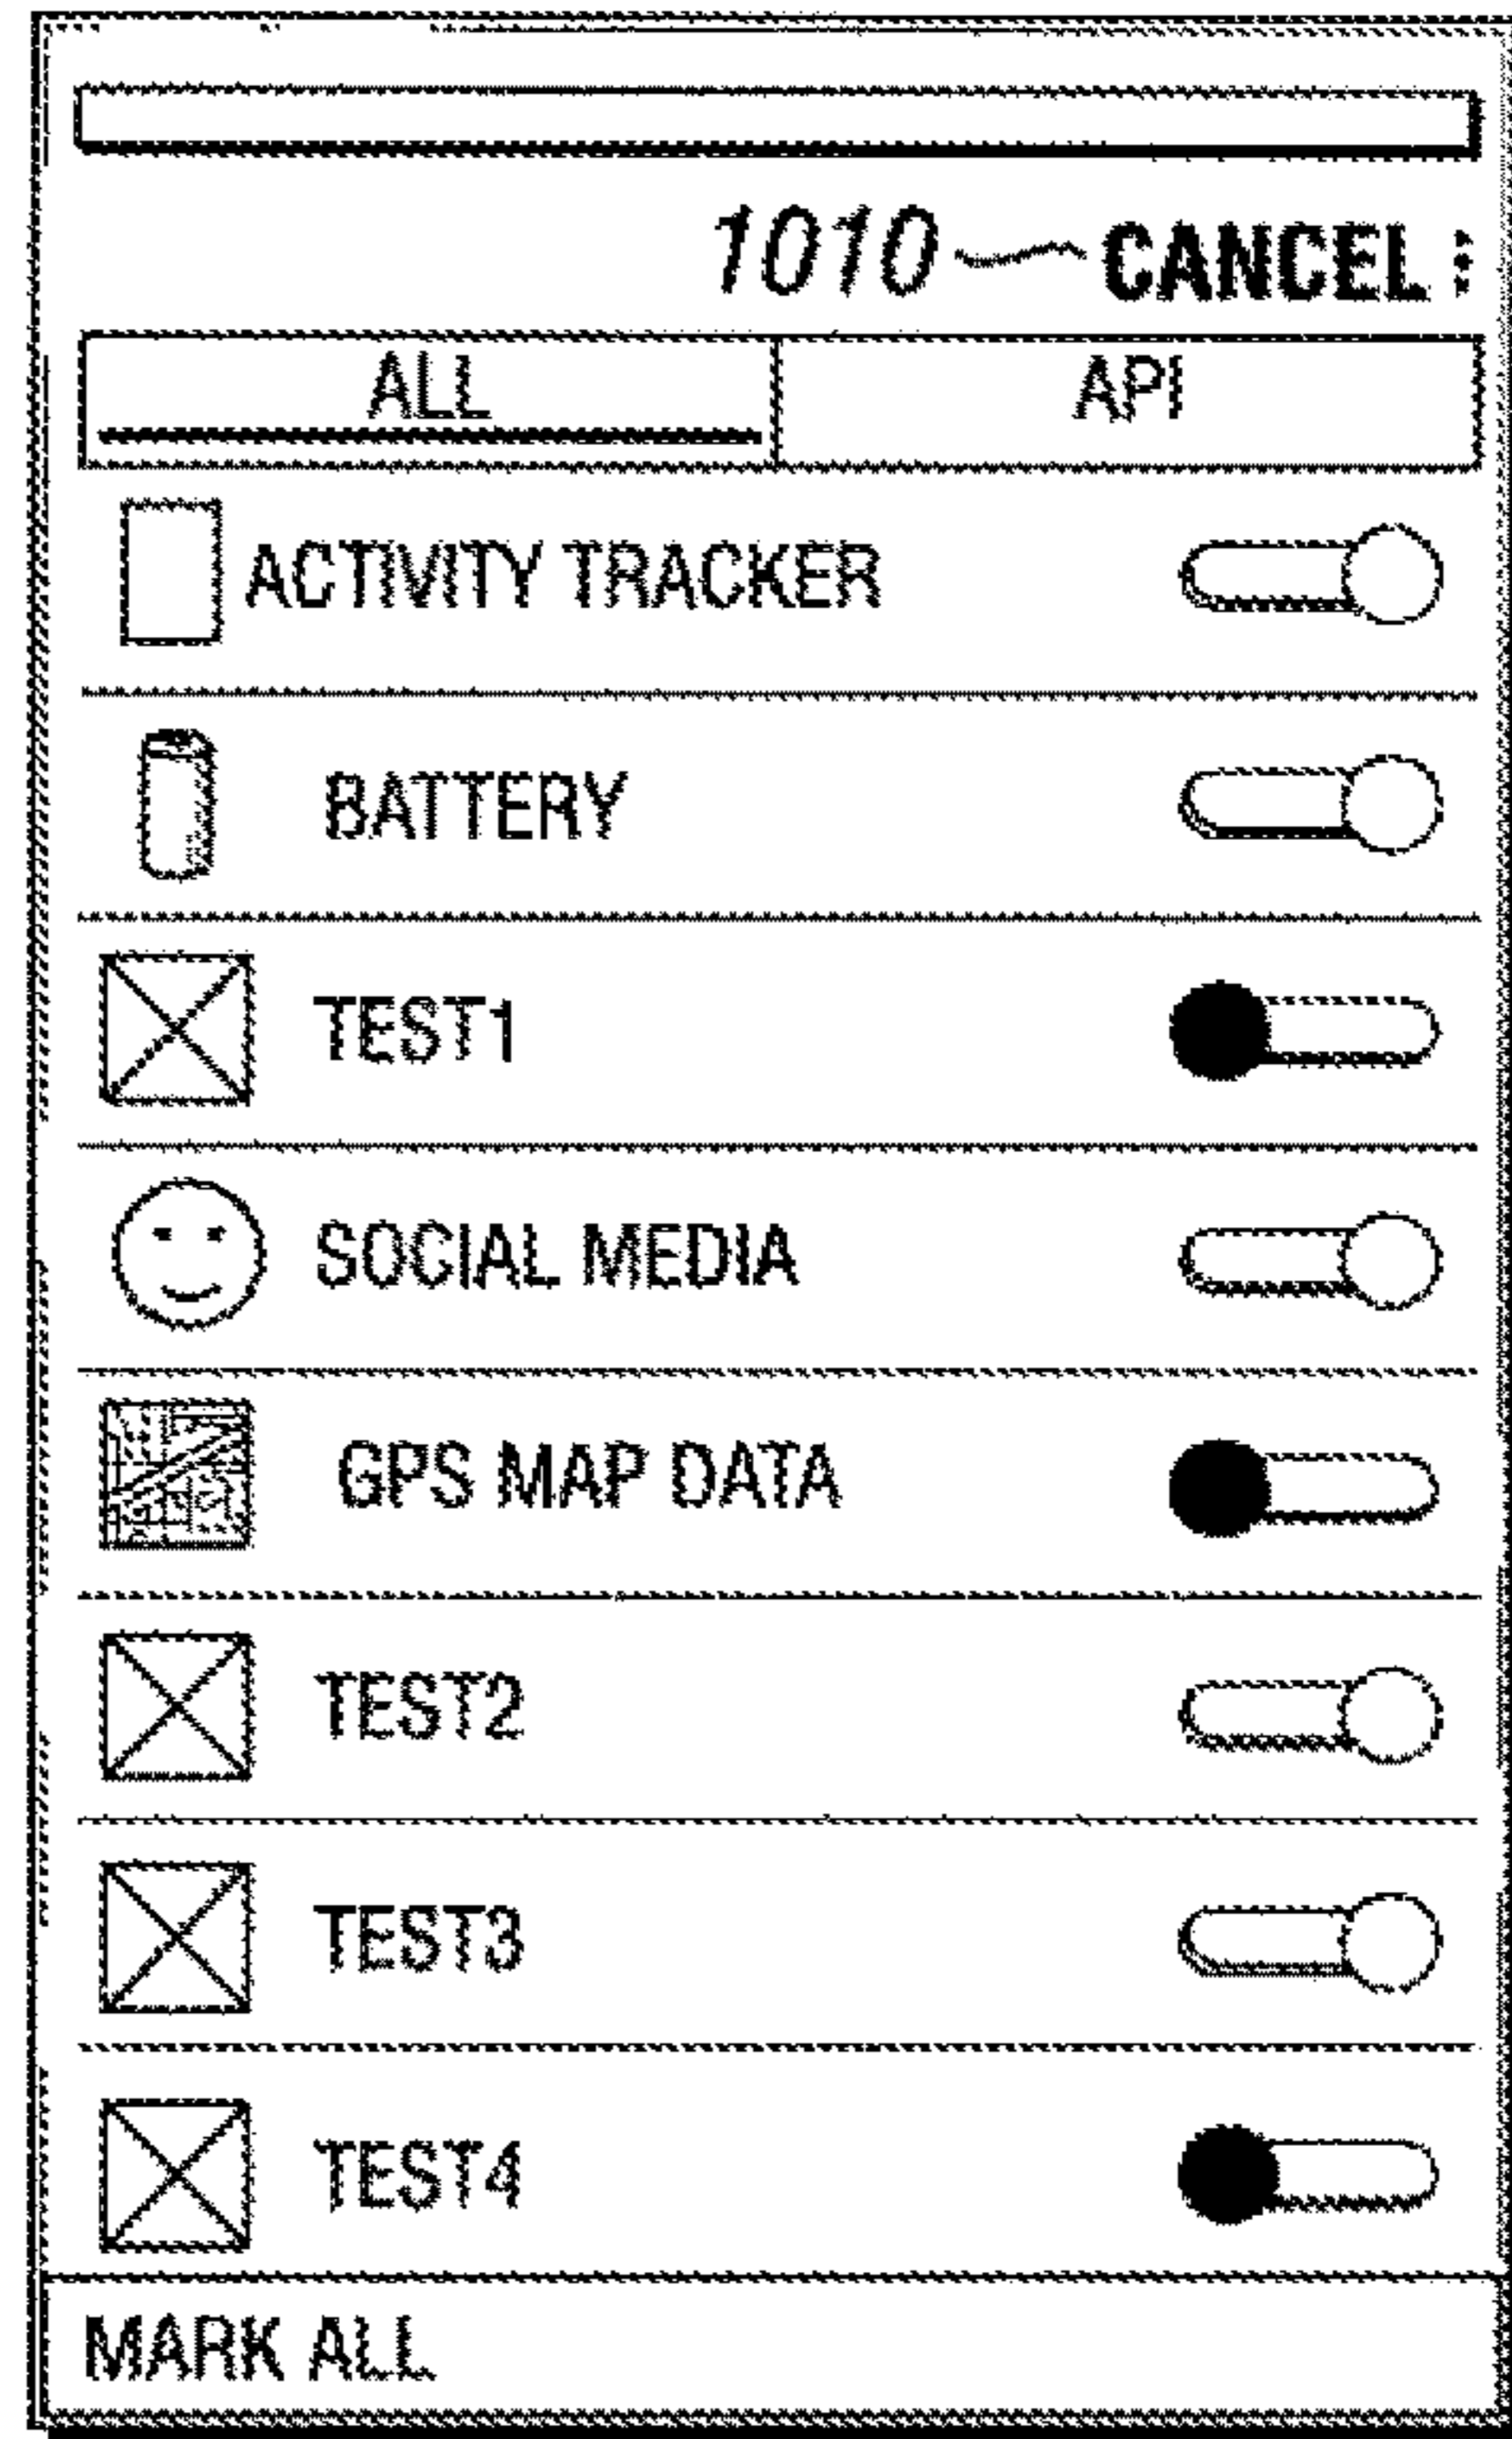 1010 CANCEL
ALL API
ACTIVITY TRACKER
BATTERY
TEST1
SOCIAL MEDIA
GPS MAP DATA
TEST2
TEST3
TEST4
MARK ALL